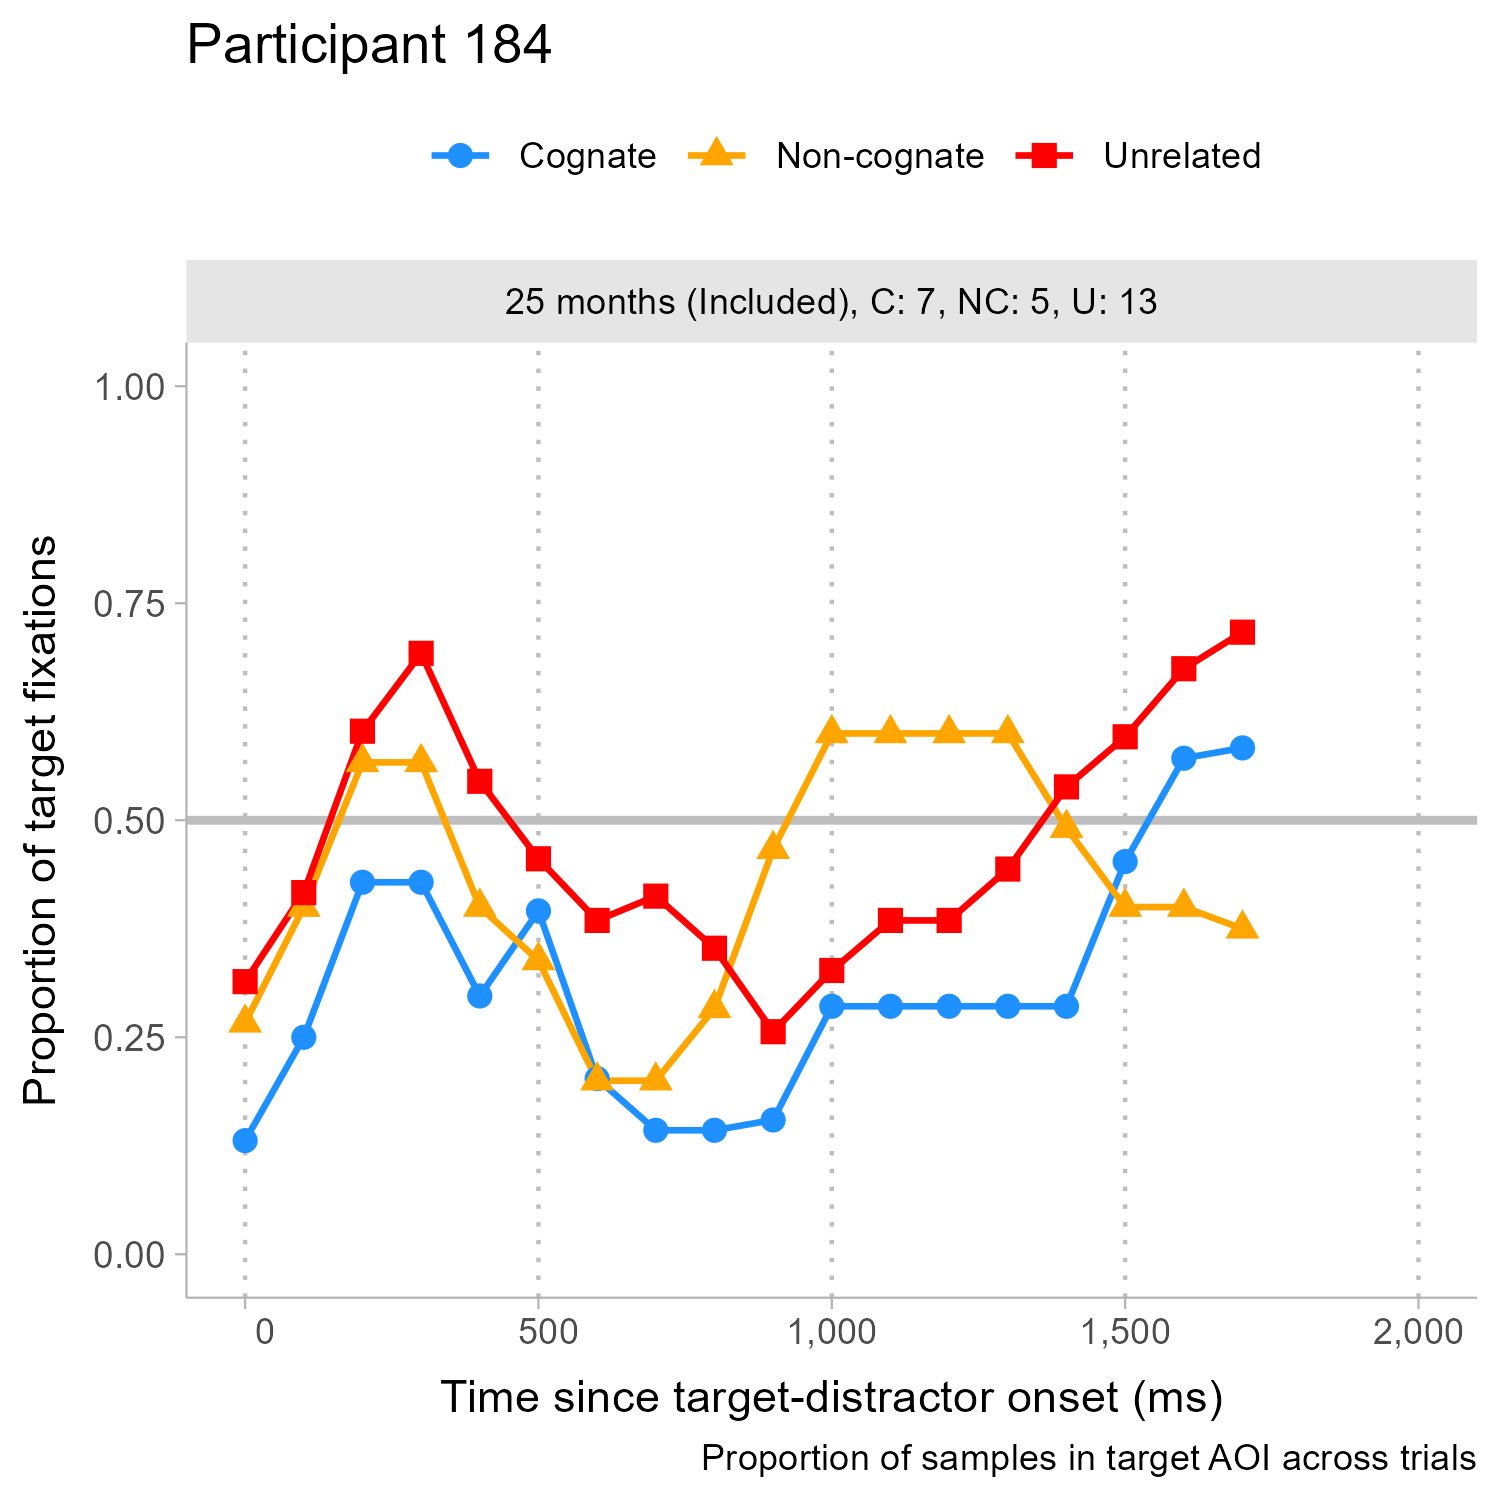 Participant 184
Cognate Non-cognate Unrelated
25 months (Included), C: 7, NC: 5, U: 13
1.00
0.75
0.50
0.25
0.00
Proportion of target fixations
0 500 1,000 1,500 2,000
Time since target-distractor onset (ms)
Proportion of samples in target AOI across trials